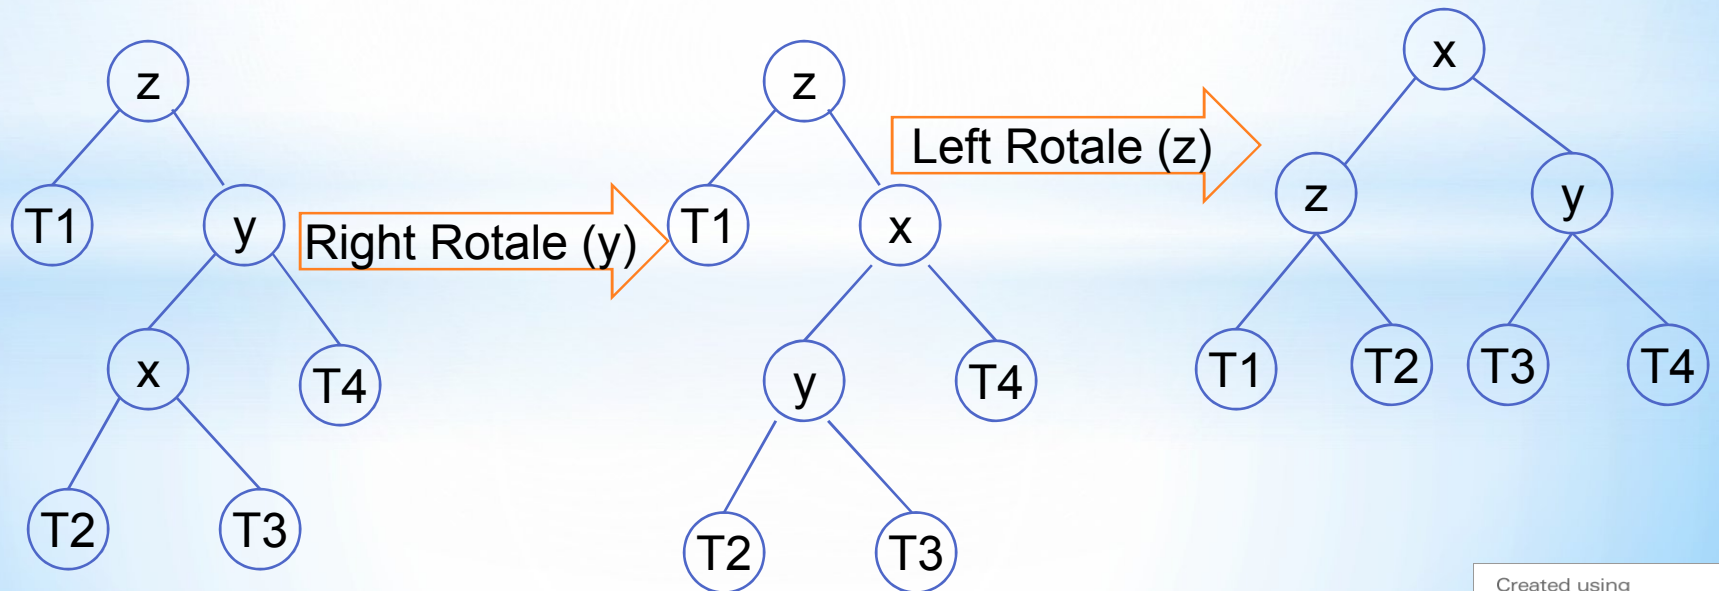 z
T1
y
x
T4
T2
T3
Right Rotale (y)
z
T1
x
y
T4
T2
T3
Left Rotale (z)
x
z
y
T1
T2
T3
T4
Created using